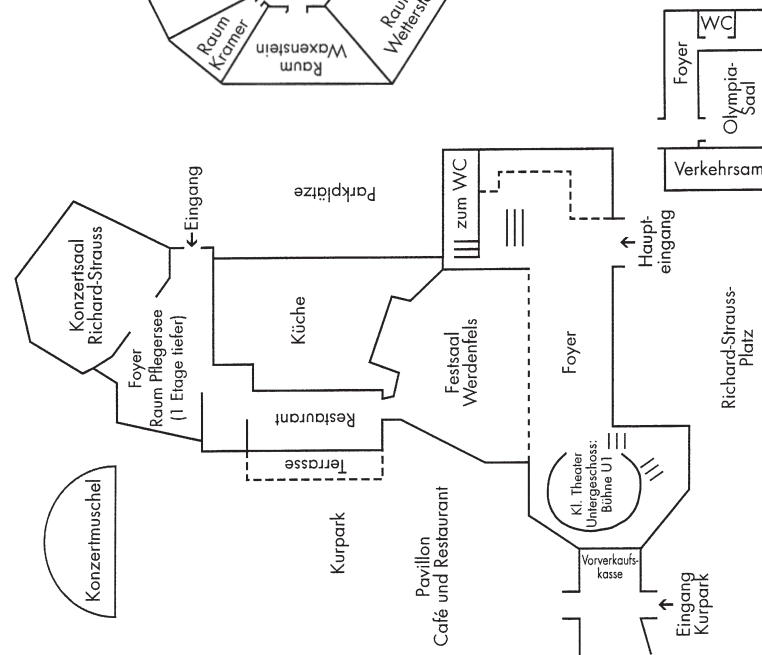 Raum
Kramer
Raum
Waxenstein
WC
Foyer
Olympia-
Saal
Verkehrsam
Eingang
Parkplätze
zum WC
Haupt-
eingang
Konzertsaal
Richard-Strauss
Küche
Foyer
Raum Pflegersee
(1 Etage tiefer)
Festsaal
Werdenfels
Foyer
Richard-Strauss-
Platz
Restaurant
Terrasse
Kl. Theater
Untergeschoss:
Bühne U1
Konzertmuschel
Kurpark
Pavillon
Café und Restaurant
Vorverkaufs-
kasse
Eingang
Kurpark